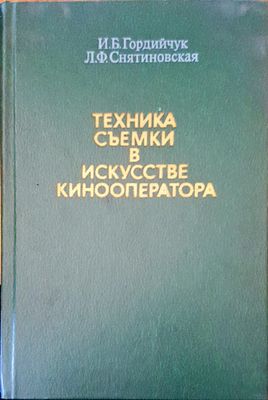 И.Б.Гордийчук
Л.Ф.Снятиновская
ТЕХНИКА
СЪЕМКИ
В
ИСКУССТВЕ
КИНООПЕРАТОРА